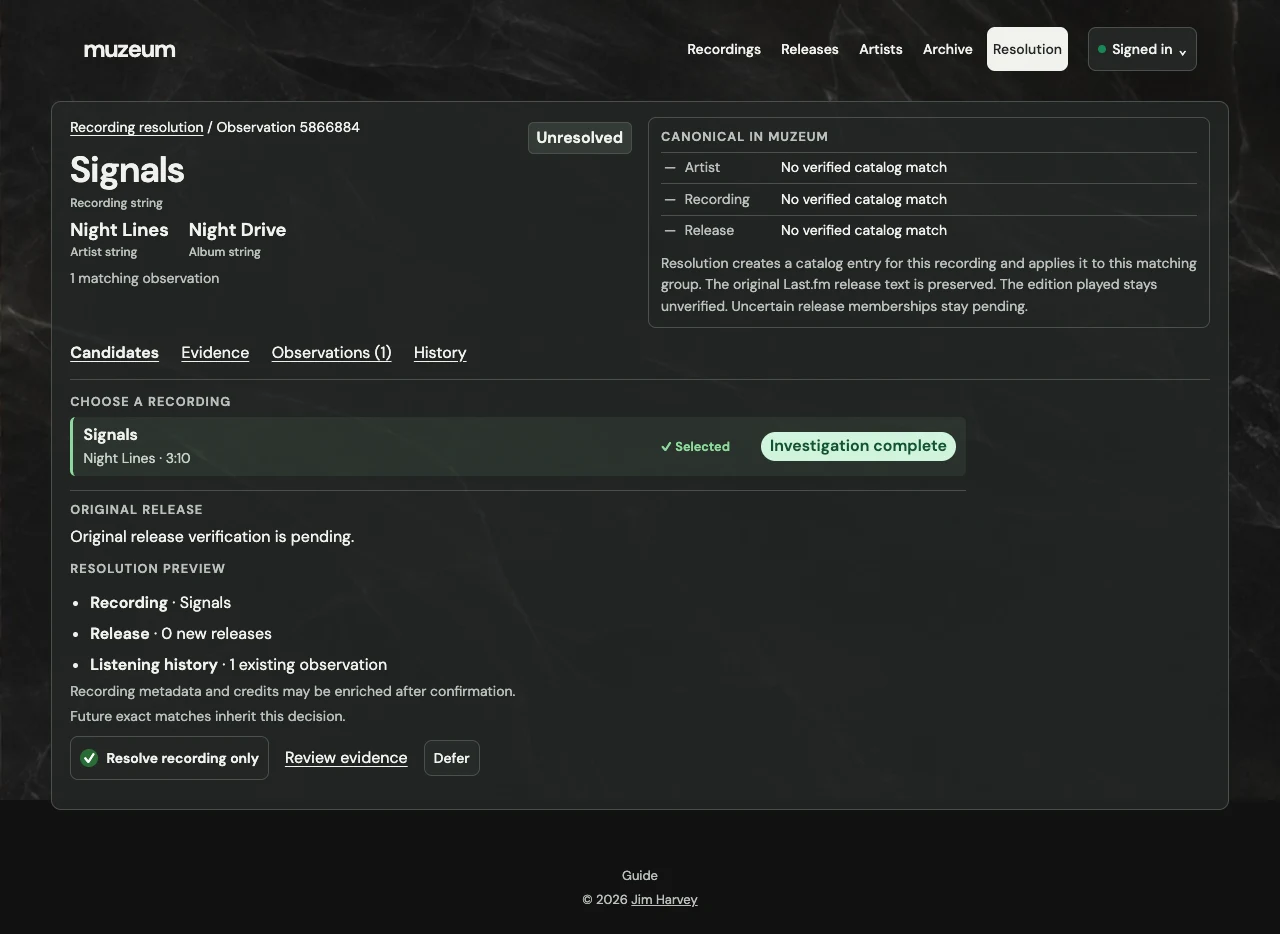 muzeum
Recordings Releases Artists Archive Resolution Signed in
Recording resolution / Observation 5866884
Unresolved
Signals
Recording string
Night Lines Night Drive
Artist string Album string
1 matching observation
CANONICAL IN MUZEUM
— Artist No verified catalog match
— Recording No verified catalog match
— Release No verified catalog match
Resolution creates a catalog entry for this recording and applies it to this matching
group. The original Last.fm release text is preserved. The edition played stays
unverified. Uncertain release memberships stay pending.
Candidates Evidence Observations (1) History
CHOOSE A RECORDING
Signals
Night Lines · 3:10
✓ Selected Investigation complete
ORIGINAL RELEASE
Original release verification is pending.
RESOLUTION PREVIEW
• Recording · Signals
• Release · 0 new releases
• Listening history · 1 existing observation
Recording metadata and credits may be enriched after confirmation.
Future exact matches inherit this decision.
Resolve recording only Review evidence Defer
Guide
© 2026 Jim Harvey